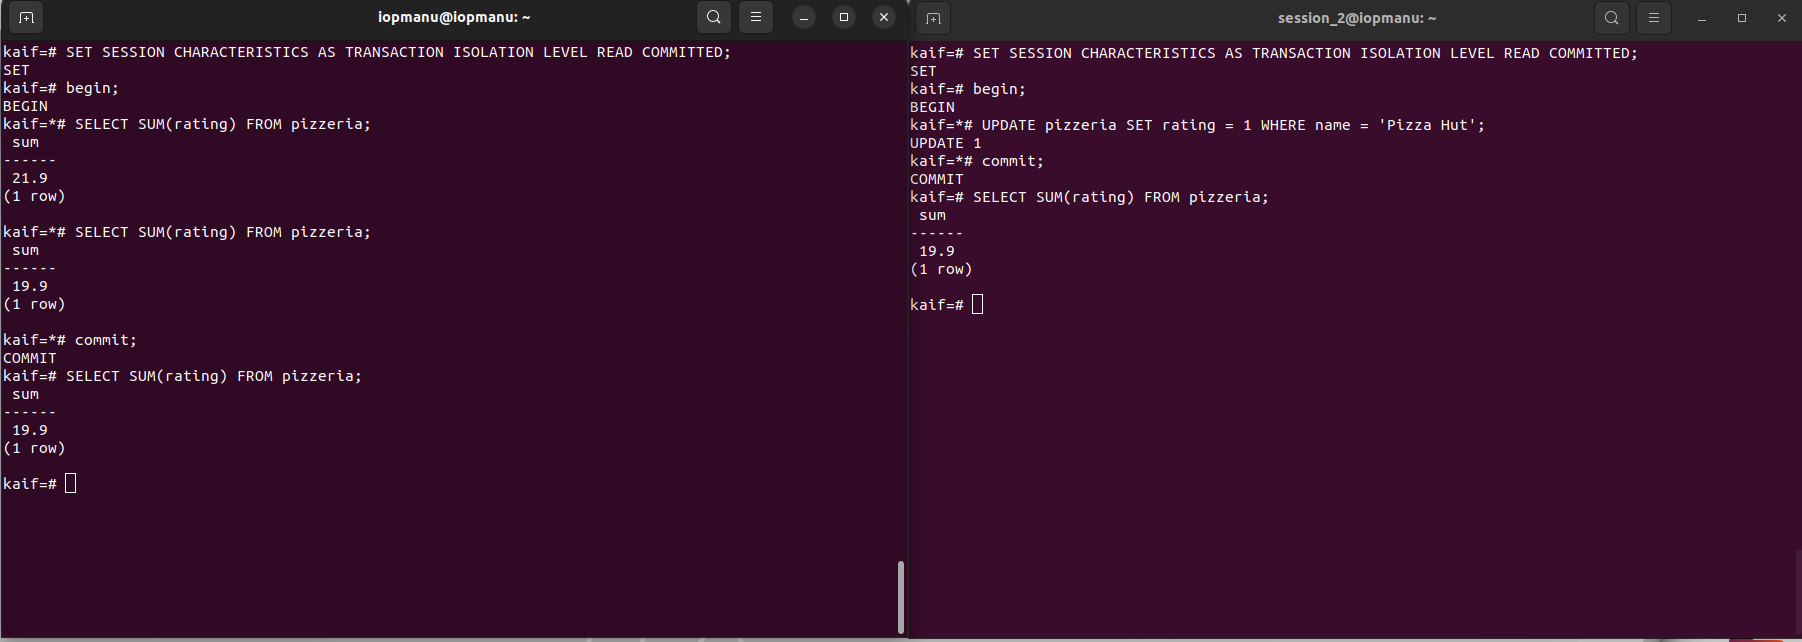 iopmanu@iopmanu: ~
kaif=# SET SESSION CHARACTERISTICS AS TRANSACTION ISOLATION LEVEL READ COMMITTED;
SET
kaif=# begin;
BEGIN
kaif=*# SELECT SUM(rating) FROM pizzeria;
 sum
------
 21.9
(1 row)

kaif=*# SELECT SUM(rating) FROM pizzeria;
 sum
------
 19.9
(1 row)

kaif=*# commit;
COMMIT
kaif=# SELECT SUM(rating) FROM pizzeria;
 sum
------
 19.9
(1 row)

kaif=#
session_2@iopmanu: ~
kaif=# SET SESSION CHARACTERISTICS AS TRANSACTION ISOLATION LEVEL READ COMMITTED;
SET
kaif=# begin;
BEGIN
kaif=*# UPDATE pizzeria SET rating = 1 WHERE name = 'Pizza Hut';
UPDATE 1
kaif=*# commit;
COMMIT
kaif=# SELECT SUM(rating) FROM pizzeria;
 sum
------
 19.9
(1 row)

kaif=#